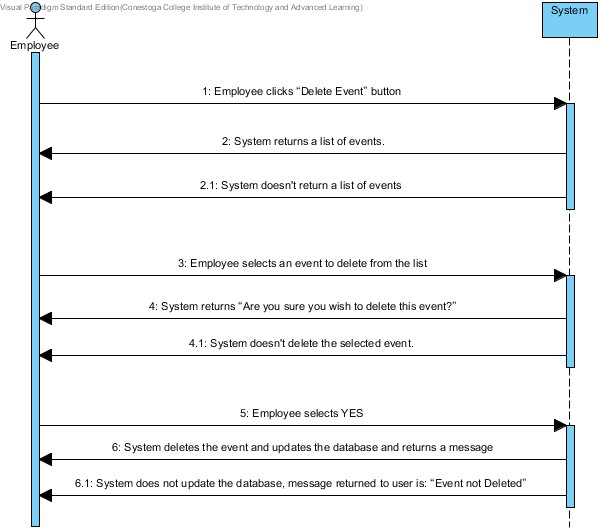 Visual Paradigm Standard Edition(Conestoga College Institute of Technology and Advanced Learning)
System
Employee
1: Employee clicks “Delete Event” button
2: System returns a list of events.
2.1: System doesn't return a list of events
3: Employee selects an event to delete from the list
4: System returns “Are you sure you wish to delete this event?”
4.1: System doesn't delete the selected event.
5: Employee selects YES
6: System deletes the event and updates the database and returns a message
6.1: System does not update the database, message returned to user is: “Event not Deleted”